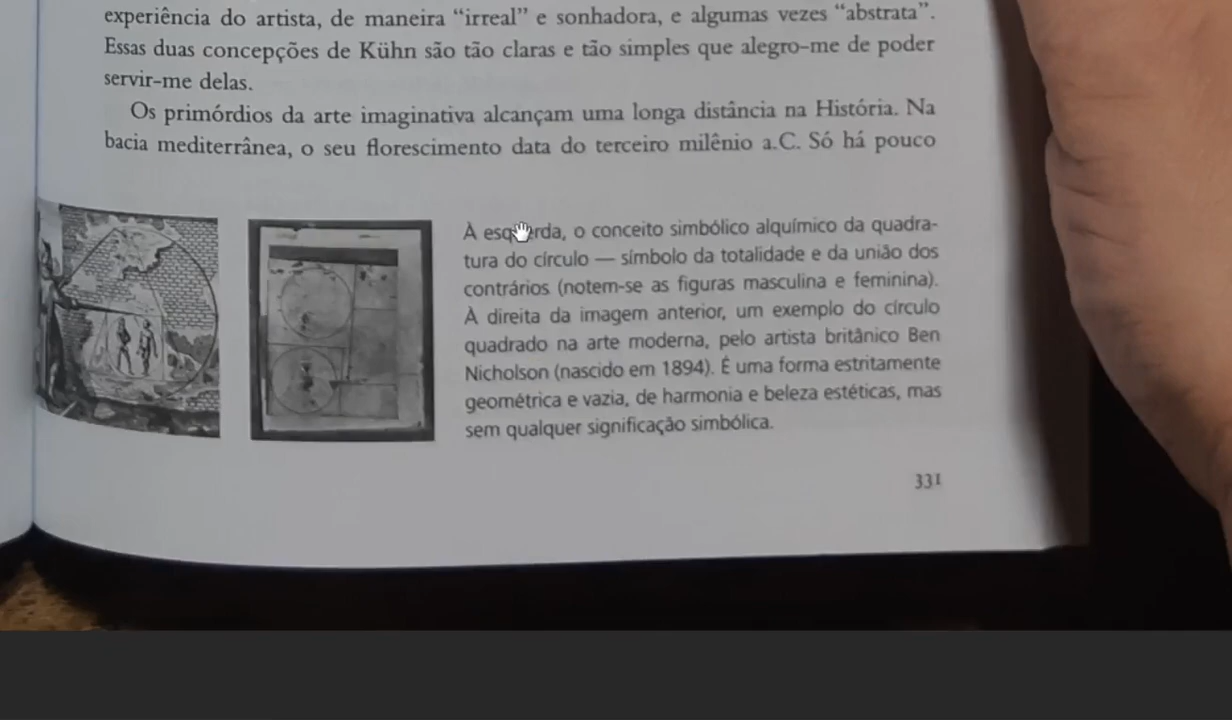 experiência do artista, de maneira “irreal” e sonhadora, e algumas vezes “abstrata”.
Essas duas concepções de Kühn são tão claras e tão simples que alegro-me de poder
servir-me delas.
Os primórdios da arte imaginativa alcançam uma longa distância na História. Na
bacia mediterrânea, o seu florescimento data do terceiro milênio a.C. Só há pouco
À esquerda, o conceito simbólico alquímico da quadra-
tura do círculo — símbolo da totalidade e da união dos
contrários (notem-se as figuras masculina e feminina).
À direita da imagem anterior, um exemplo do círculo
quadrado na arte moderna, pelo artista britânico Ben
Nicholson (nascido em 1894). É uma forma estritamente
geométrica e vazia, de harmonia e beleza estéticas, mas
sem qualquer significação simbólica.
331